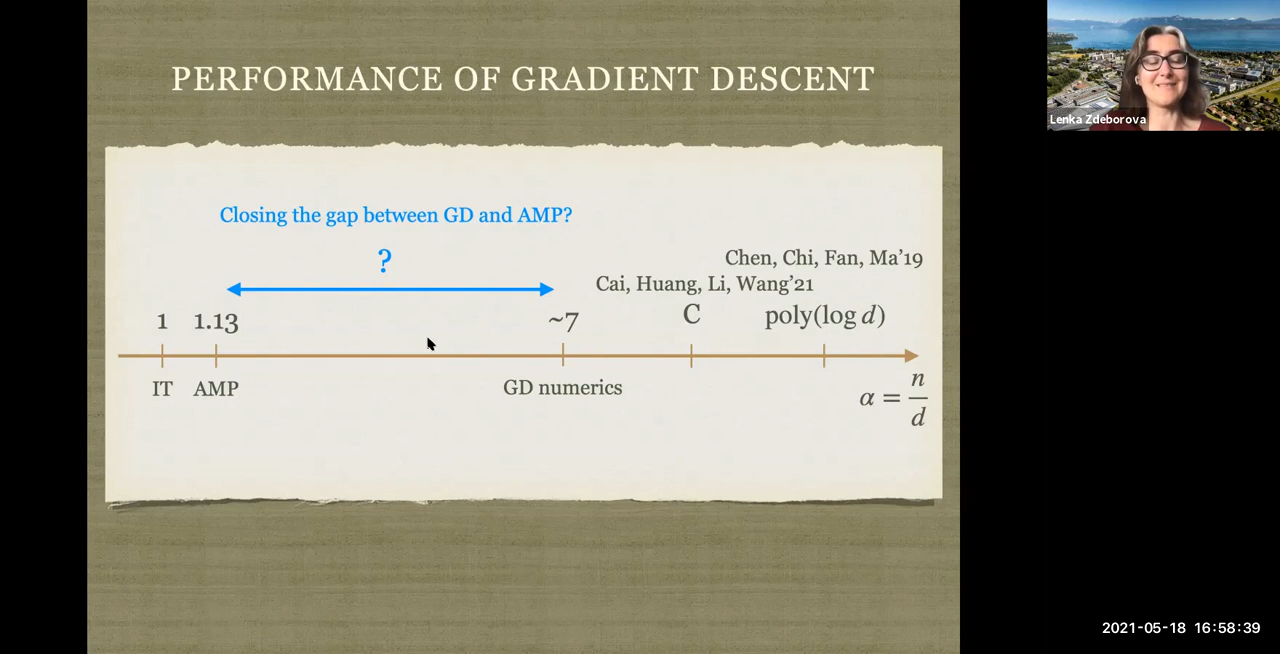 PERFORMANCE OF GRADIENT DESCENT
Lenka Zdeborova
Closing the gap between GD and AMP?
?
Chen, Chi, Fan, Ma'19
Cai, Huang, Li, Wang'21
1 1.13 ~7 C poly(log d)
IT AMP GD numerics
α = n/d
2021-05-18 16:58:39